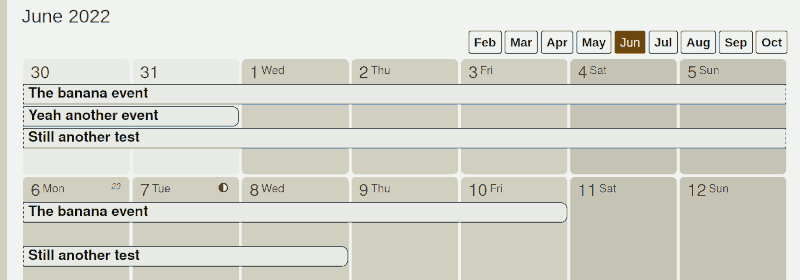 June 2022
Feb Mar Apr May Jun Jul Aug Sep Oct
30 31 1 Wed 2 Thu 3 Fri 4 Sat 5 Sun
The banana event
Yeah another event
Still another test
6 Mon 23 7 Tue 8 Wed 9 Thu 10 Fri 11 Sat 12 Sun
The banana event
Still another test